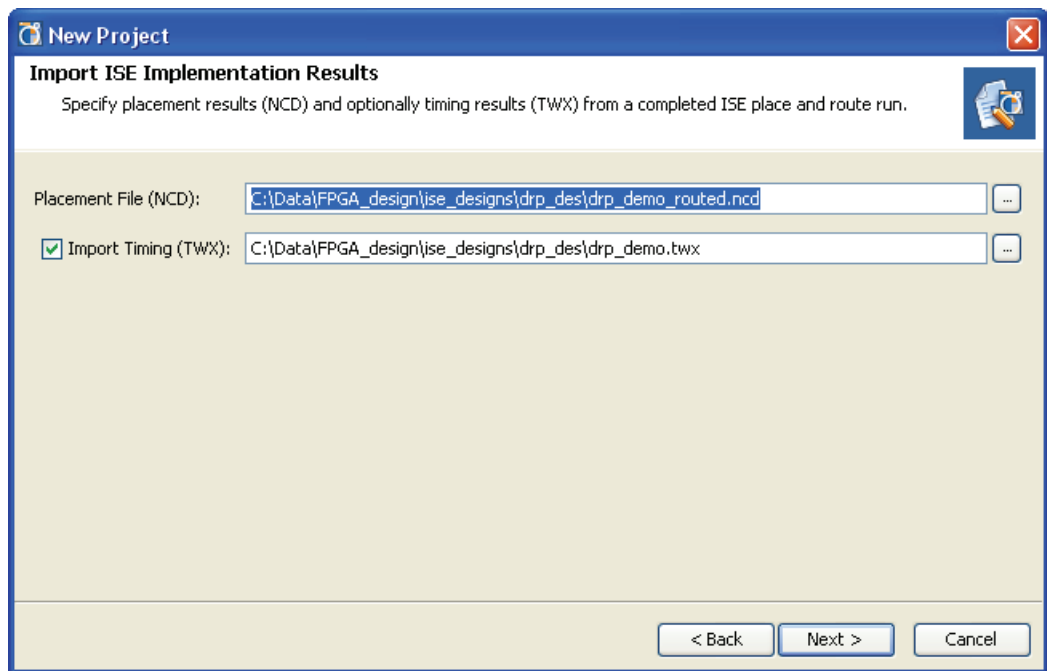 New Project
Import ISE Implementation Results
Specify placement results (NCD) and optionally timing results (TWX) from a completed ISE place and route run.
Placement File (NCD): C:\Data\FPGA_design\ise_designs\drp_des\drp_demo_routed.ncd ...
Import Timing (TWX): C:\Data\FPGA_design\ise_designs\drp_des\drp_demo.twx ...
< Back Next > Cancel